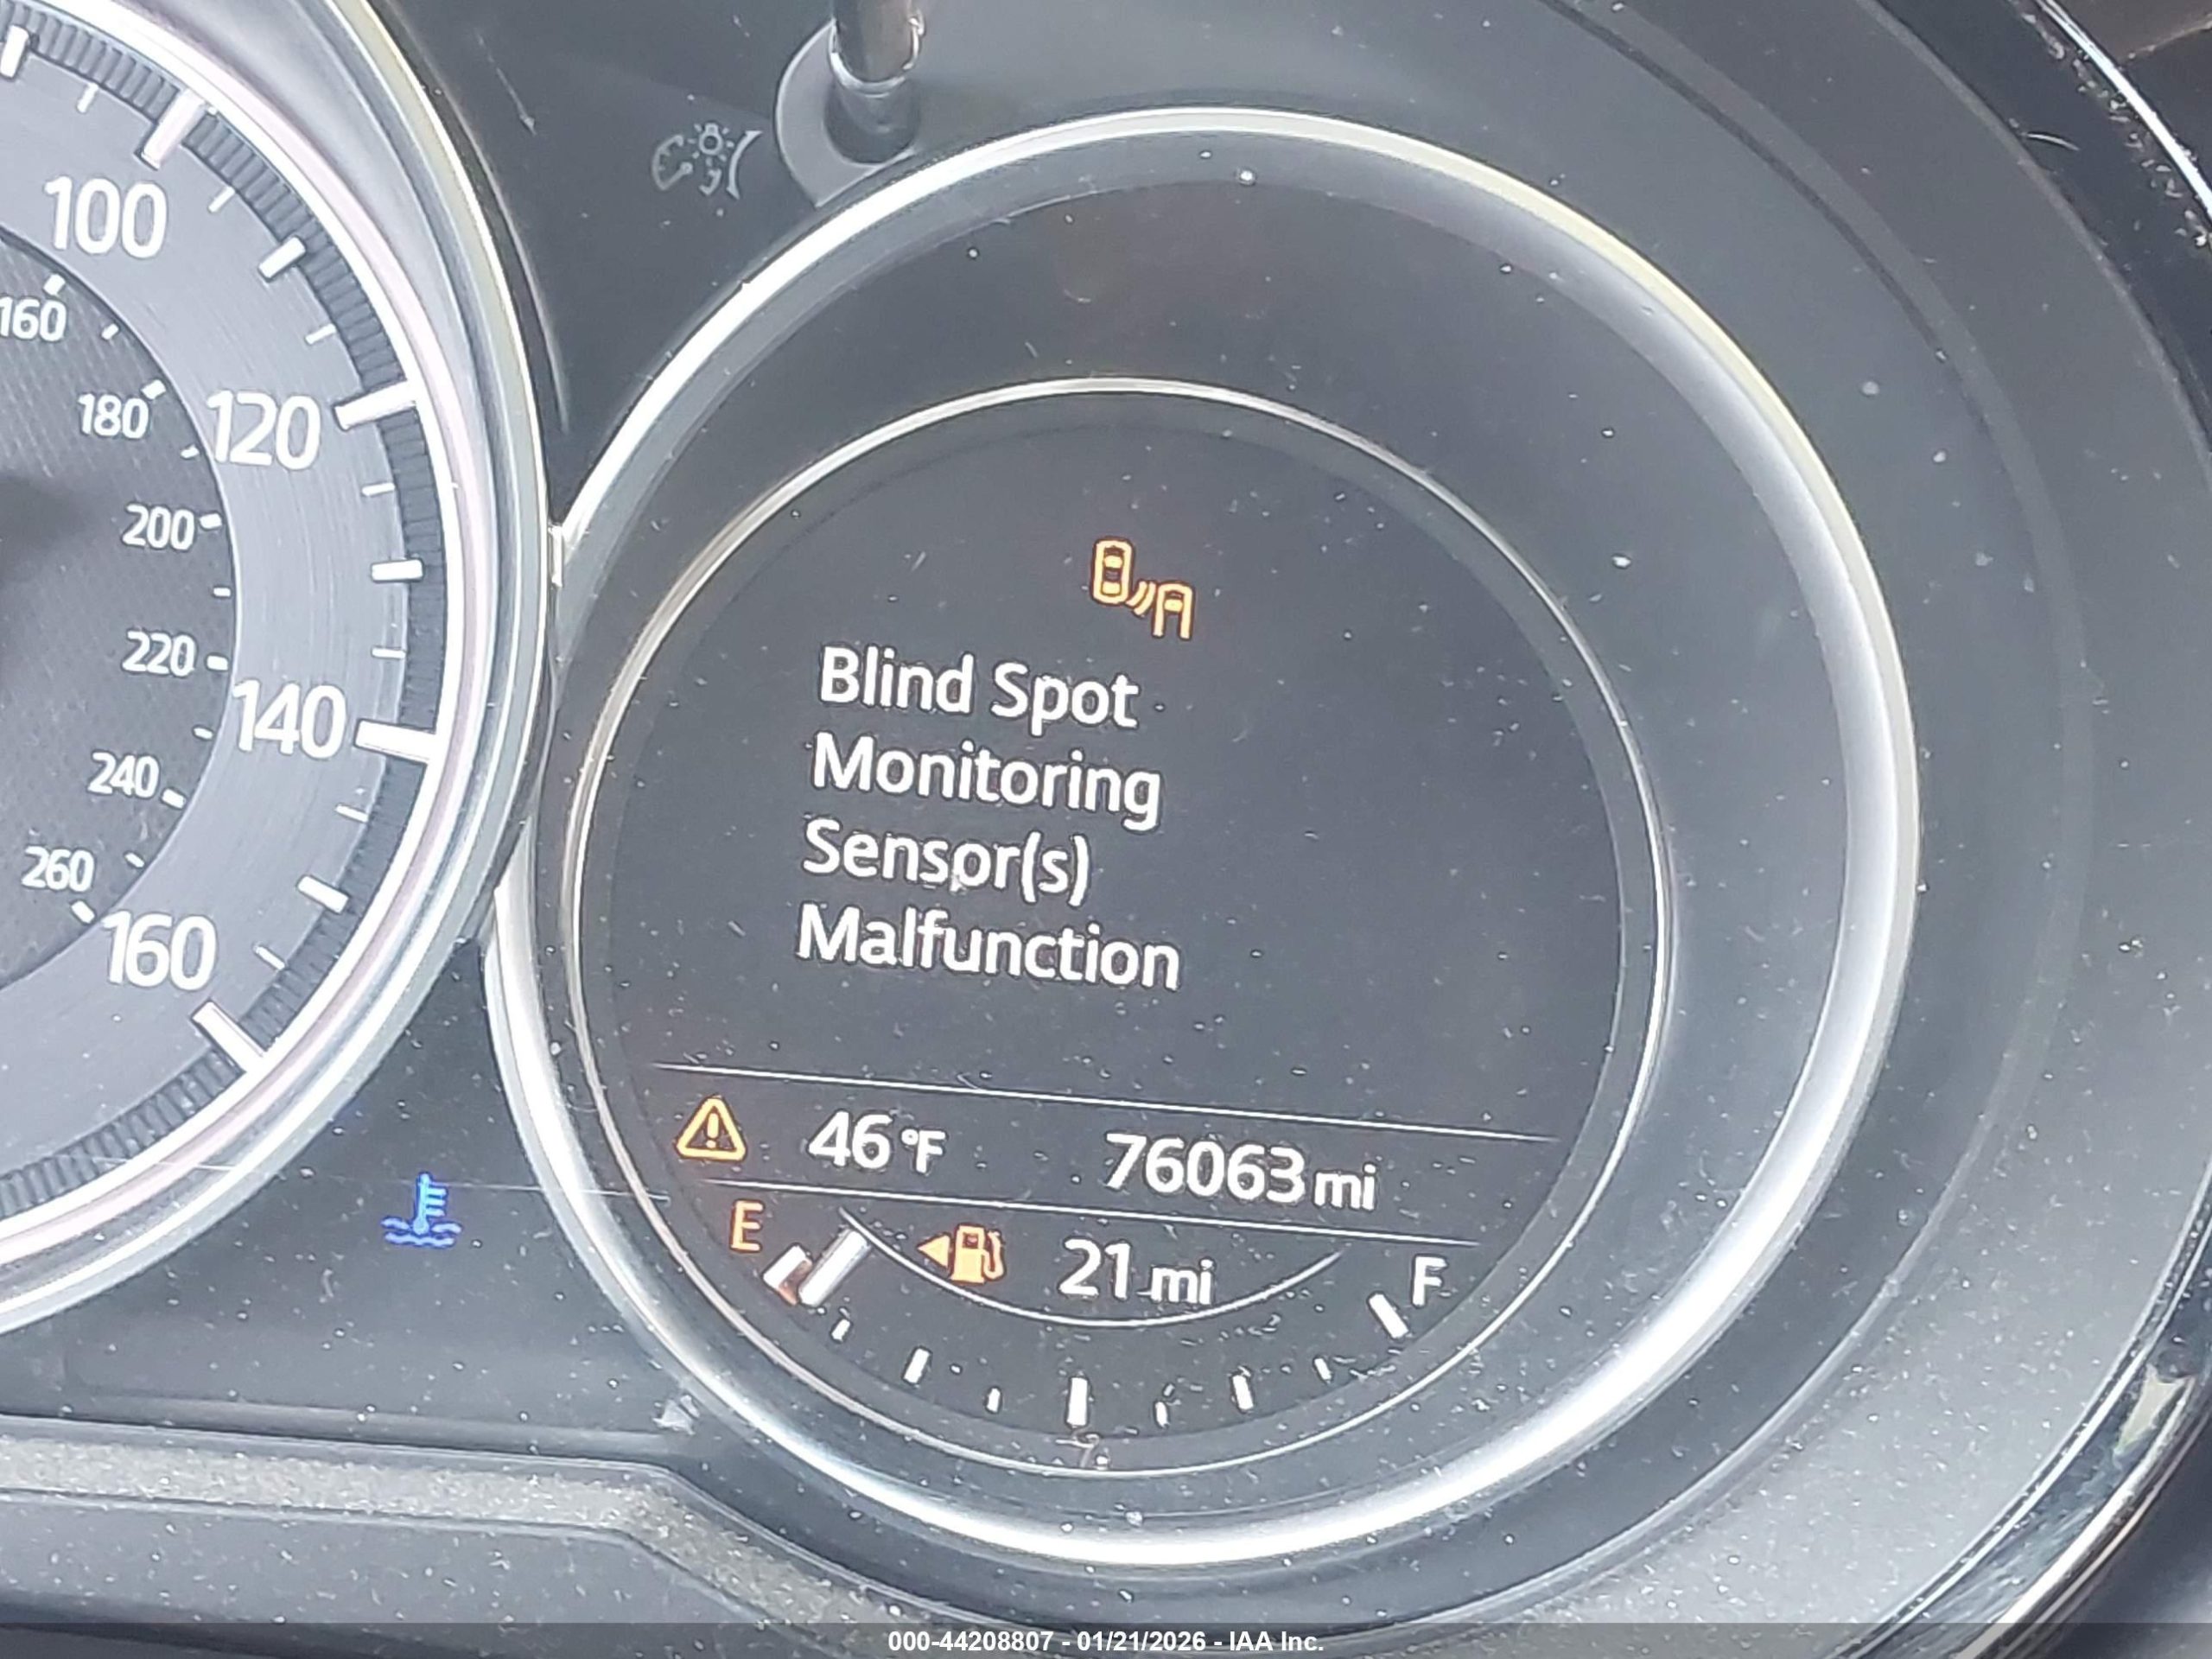 100
160
180
120
200
220
140
240
260
160
Blind Spot
Monitoring
Sensor(s)
Malfunction
46°F 76063 mi
E 21 mi F
000-44208807 - 01/21/2026 - IAA Inc.